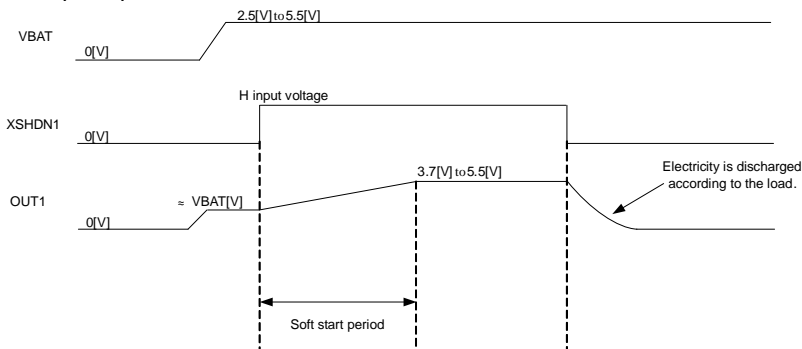 2.5[V] to 5.5[V]
VBAT
0[V]
H input voltage
XSHDN1
0[V]
3.7[V] to 5.5[V]
Electricity is discharged
according to the load.
OUT1
≈ VBAT[V]
0[V]
Soft start period